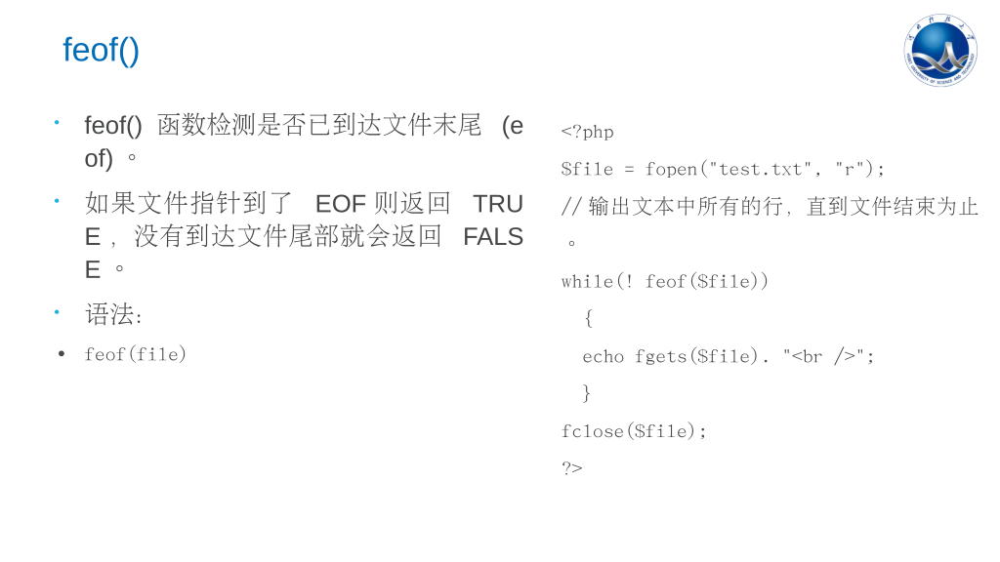 feof()
• feof() 函数检测是否已到达文件末尾 (e
of) 。
• 如果文件指针到了 EOF 则返回 TRU
E ，没有到达文件尾部就会返回 FALS
E 。
• 语法：
• feof(file)
<?php
$file = fopen("test.txt", "r");
// 输出文本中所有的行，直到文件结束为止
。
while(! feof($file))
{
echo fgets($file). "<br />";
}
fclose($file);
?>